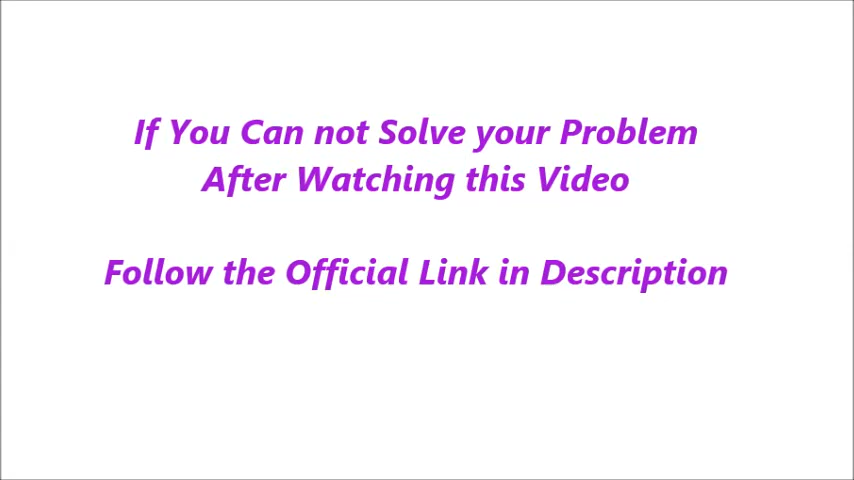 If You Can not Solve your Problem
After Watching this Video
Follow the Official Link in Description